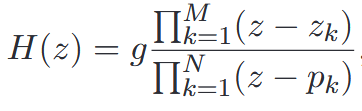 H(z) = g \frac{\prod_{k=1}^{M}(z - z_k)}{\prod_{k=1}^{N}(z - p_k)},